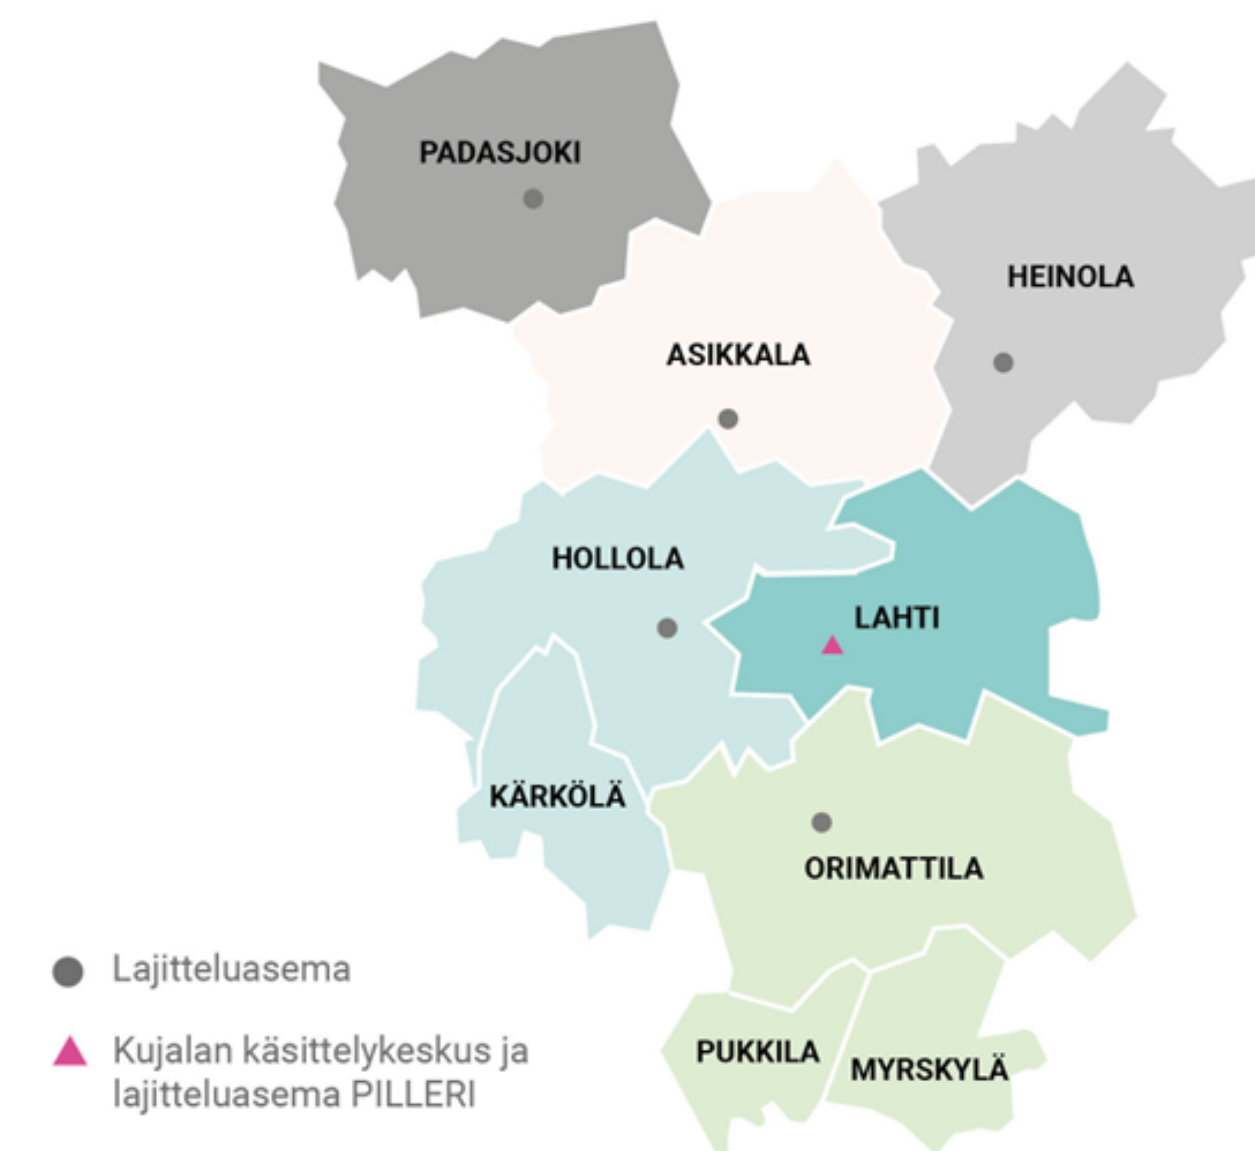 PADASJOKI
HEINOLA
ASIKKALA
HOLLOLA
LAHTI
KÄRKÖLÄ
ORIMATTILA
Lajitteluasema
Kujalan käsittelykeskus ja
lajitteluasema PILLERI
PUKKILA
MYRSKYLÄ